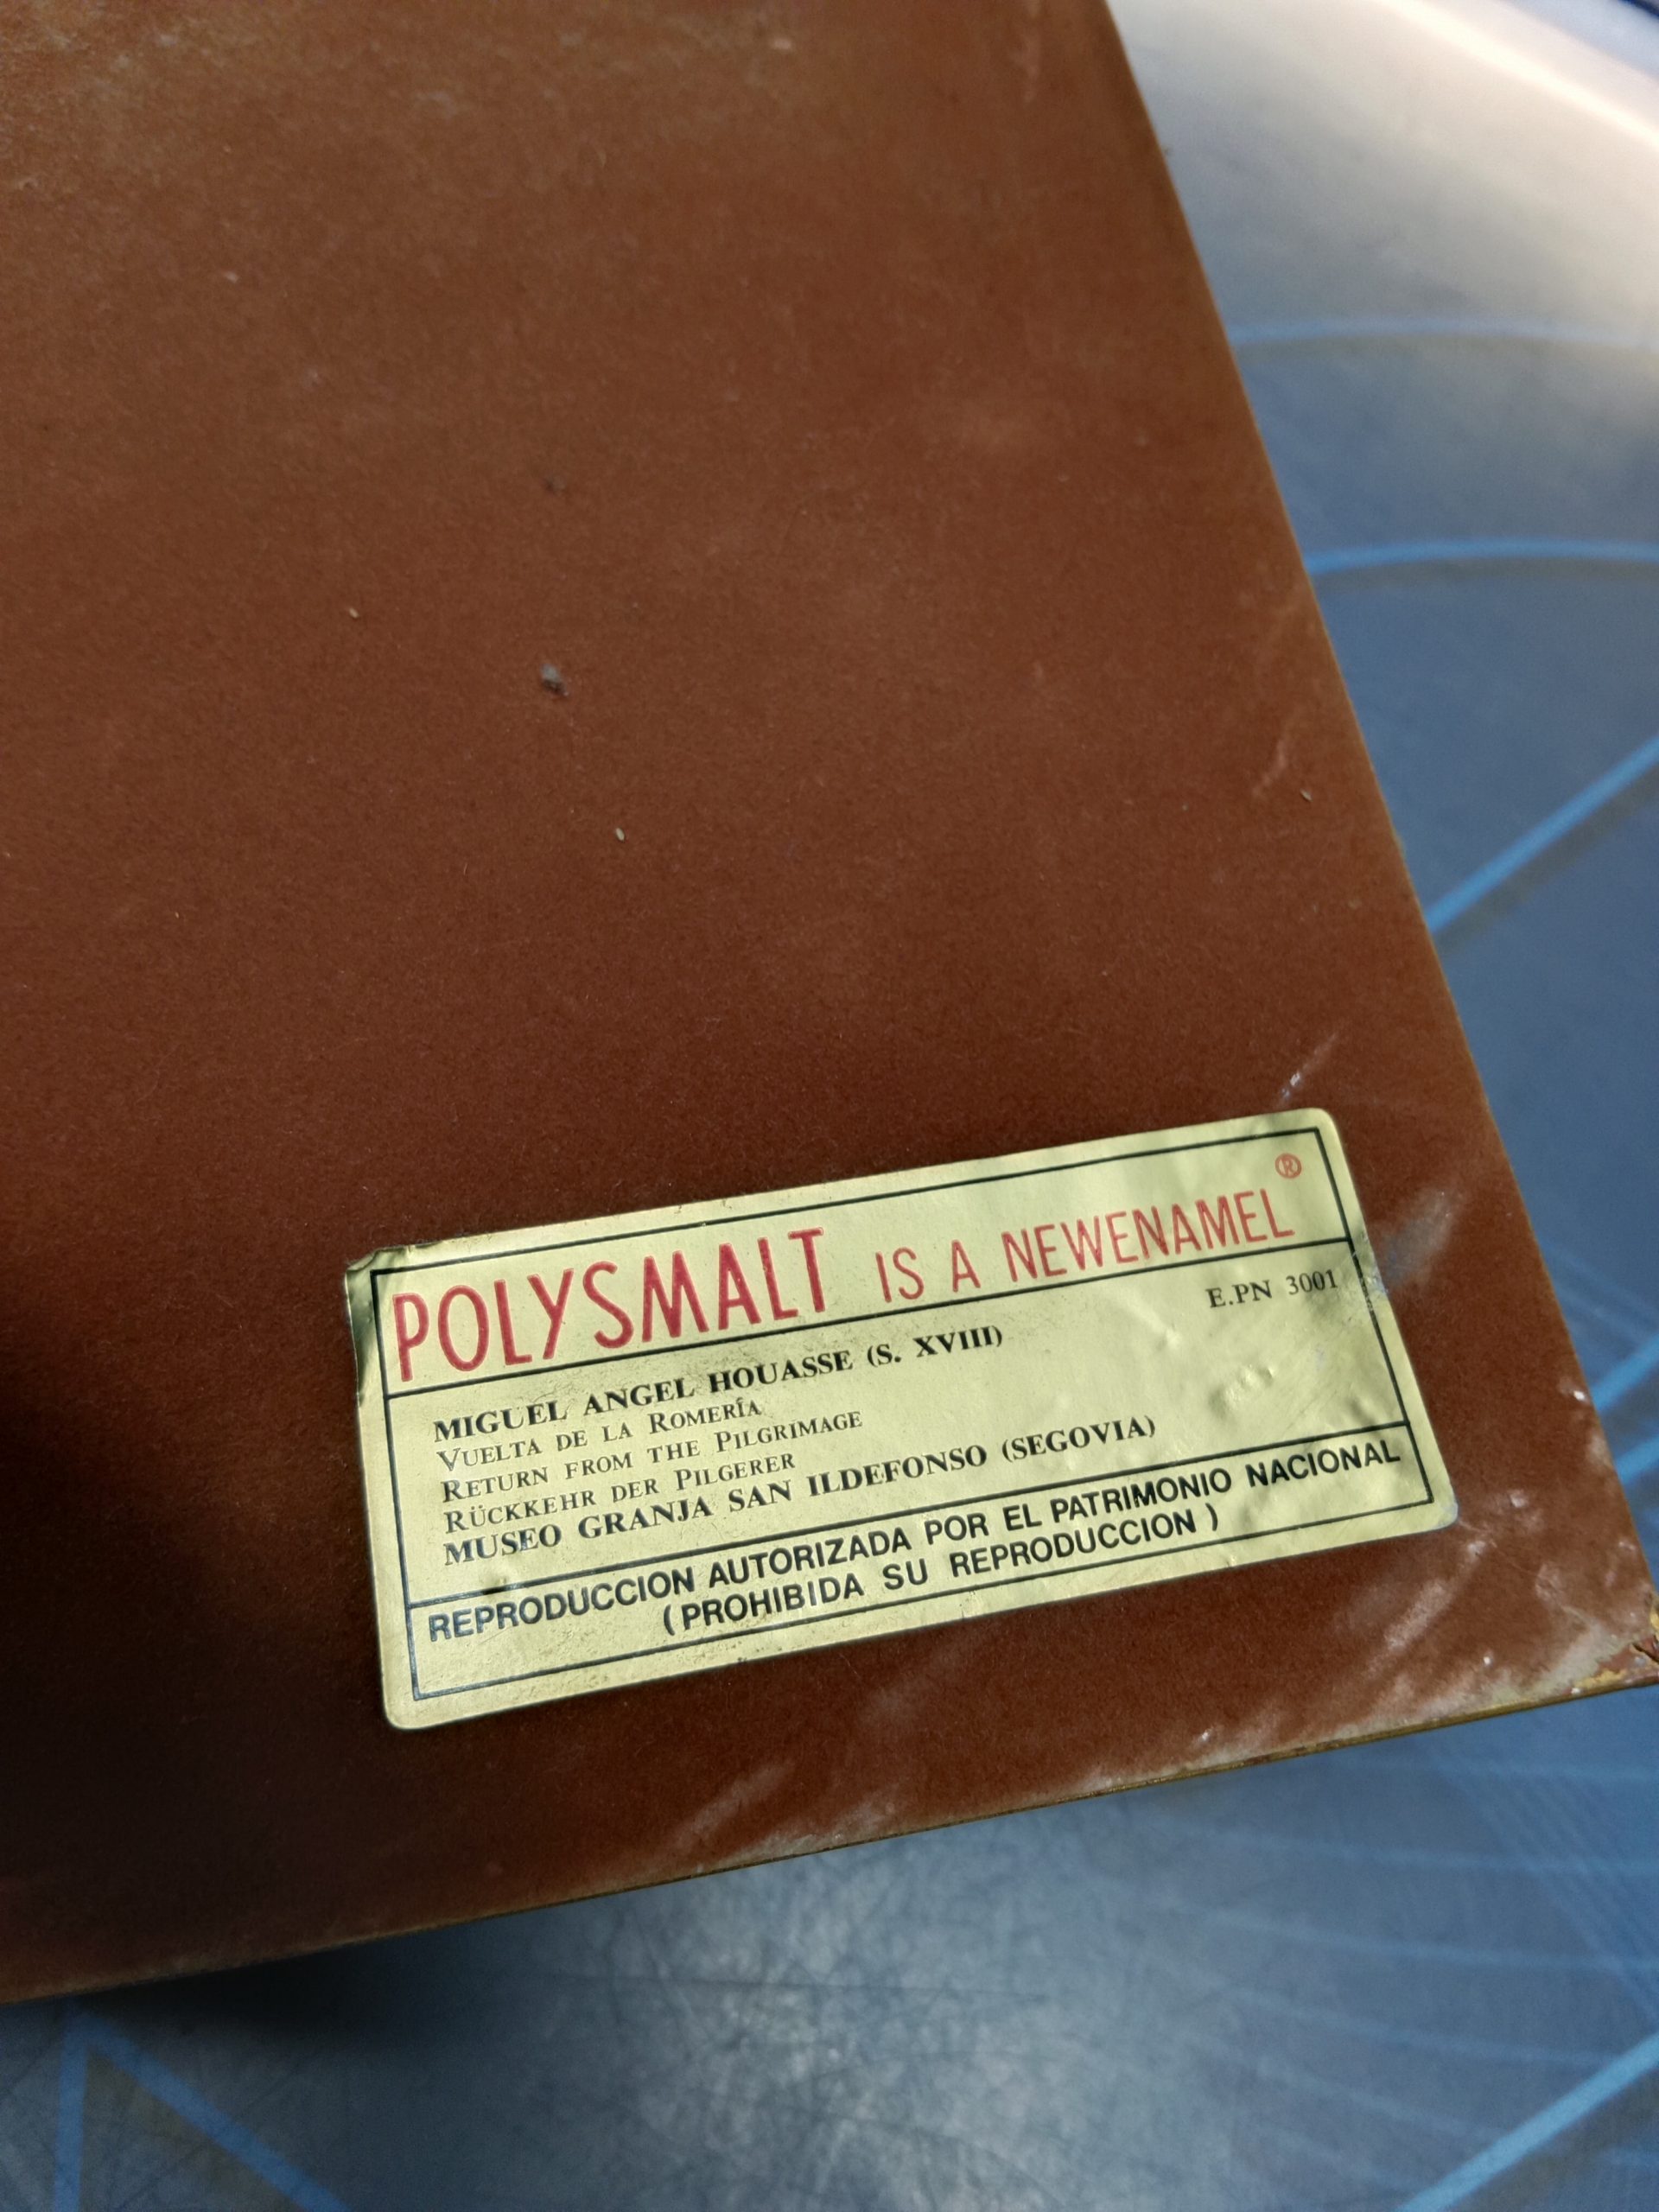 POLYSMALT IS A NEWENAMEL®
E.PN 3001
MIGUEL ANGEL HOUASSE (S. XVIII)
VUELTA DE LA ROMERÍA
RETURN FROM THE PILGRIMAGE
RÜCKKEHR DER PILGERER
MUSEO GRANJA SAN ILDEFONSO (SEGOVIA)
REPRODUCCION AUTORIZADA POR EL PATRIMONIO NACIONAL
(PROHIBIDA SU REPRODUCCION)